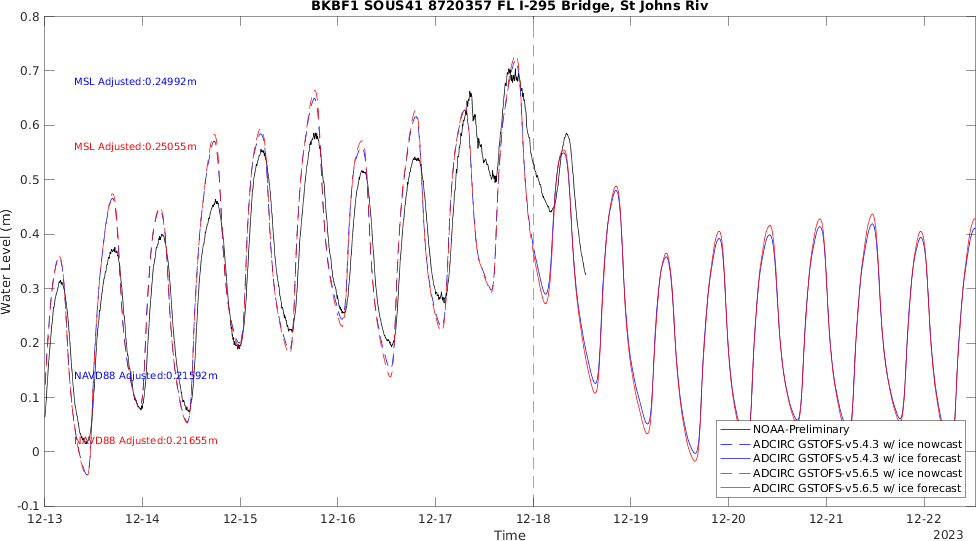 BKBF1 SOUS41 8720357 FL I-295 Bridge, St Johns Riv
0.8
0.7
0.6
0.5
0.4
0.3
0.2
0.1
0
-0.1
Water Level (m)
MSL Adjusted:0.24992m
MSL Adjusted:0.25055m
NAVD88 Adjusted:0.21592m
NAVD88 Adjusted:0.21655m
NOAA-Preliminary
ADCIRC GSTOFS-v5.4.3 w/ ice nowcast
ADCIRC GSTOFS-v5.4.3 w/ ice forecast
ADCIRC GSTOFS-v5.6.5 w/ ice nowcast
ADCIRC GSTOFS-v5.6.5 w/ ice forecast
12-13 12-14 12-15 12-16 12-17 12-18 12-19 12-20 12-21 12-22
Time
2023